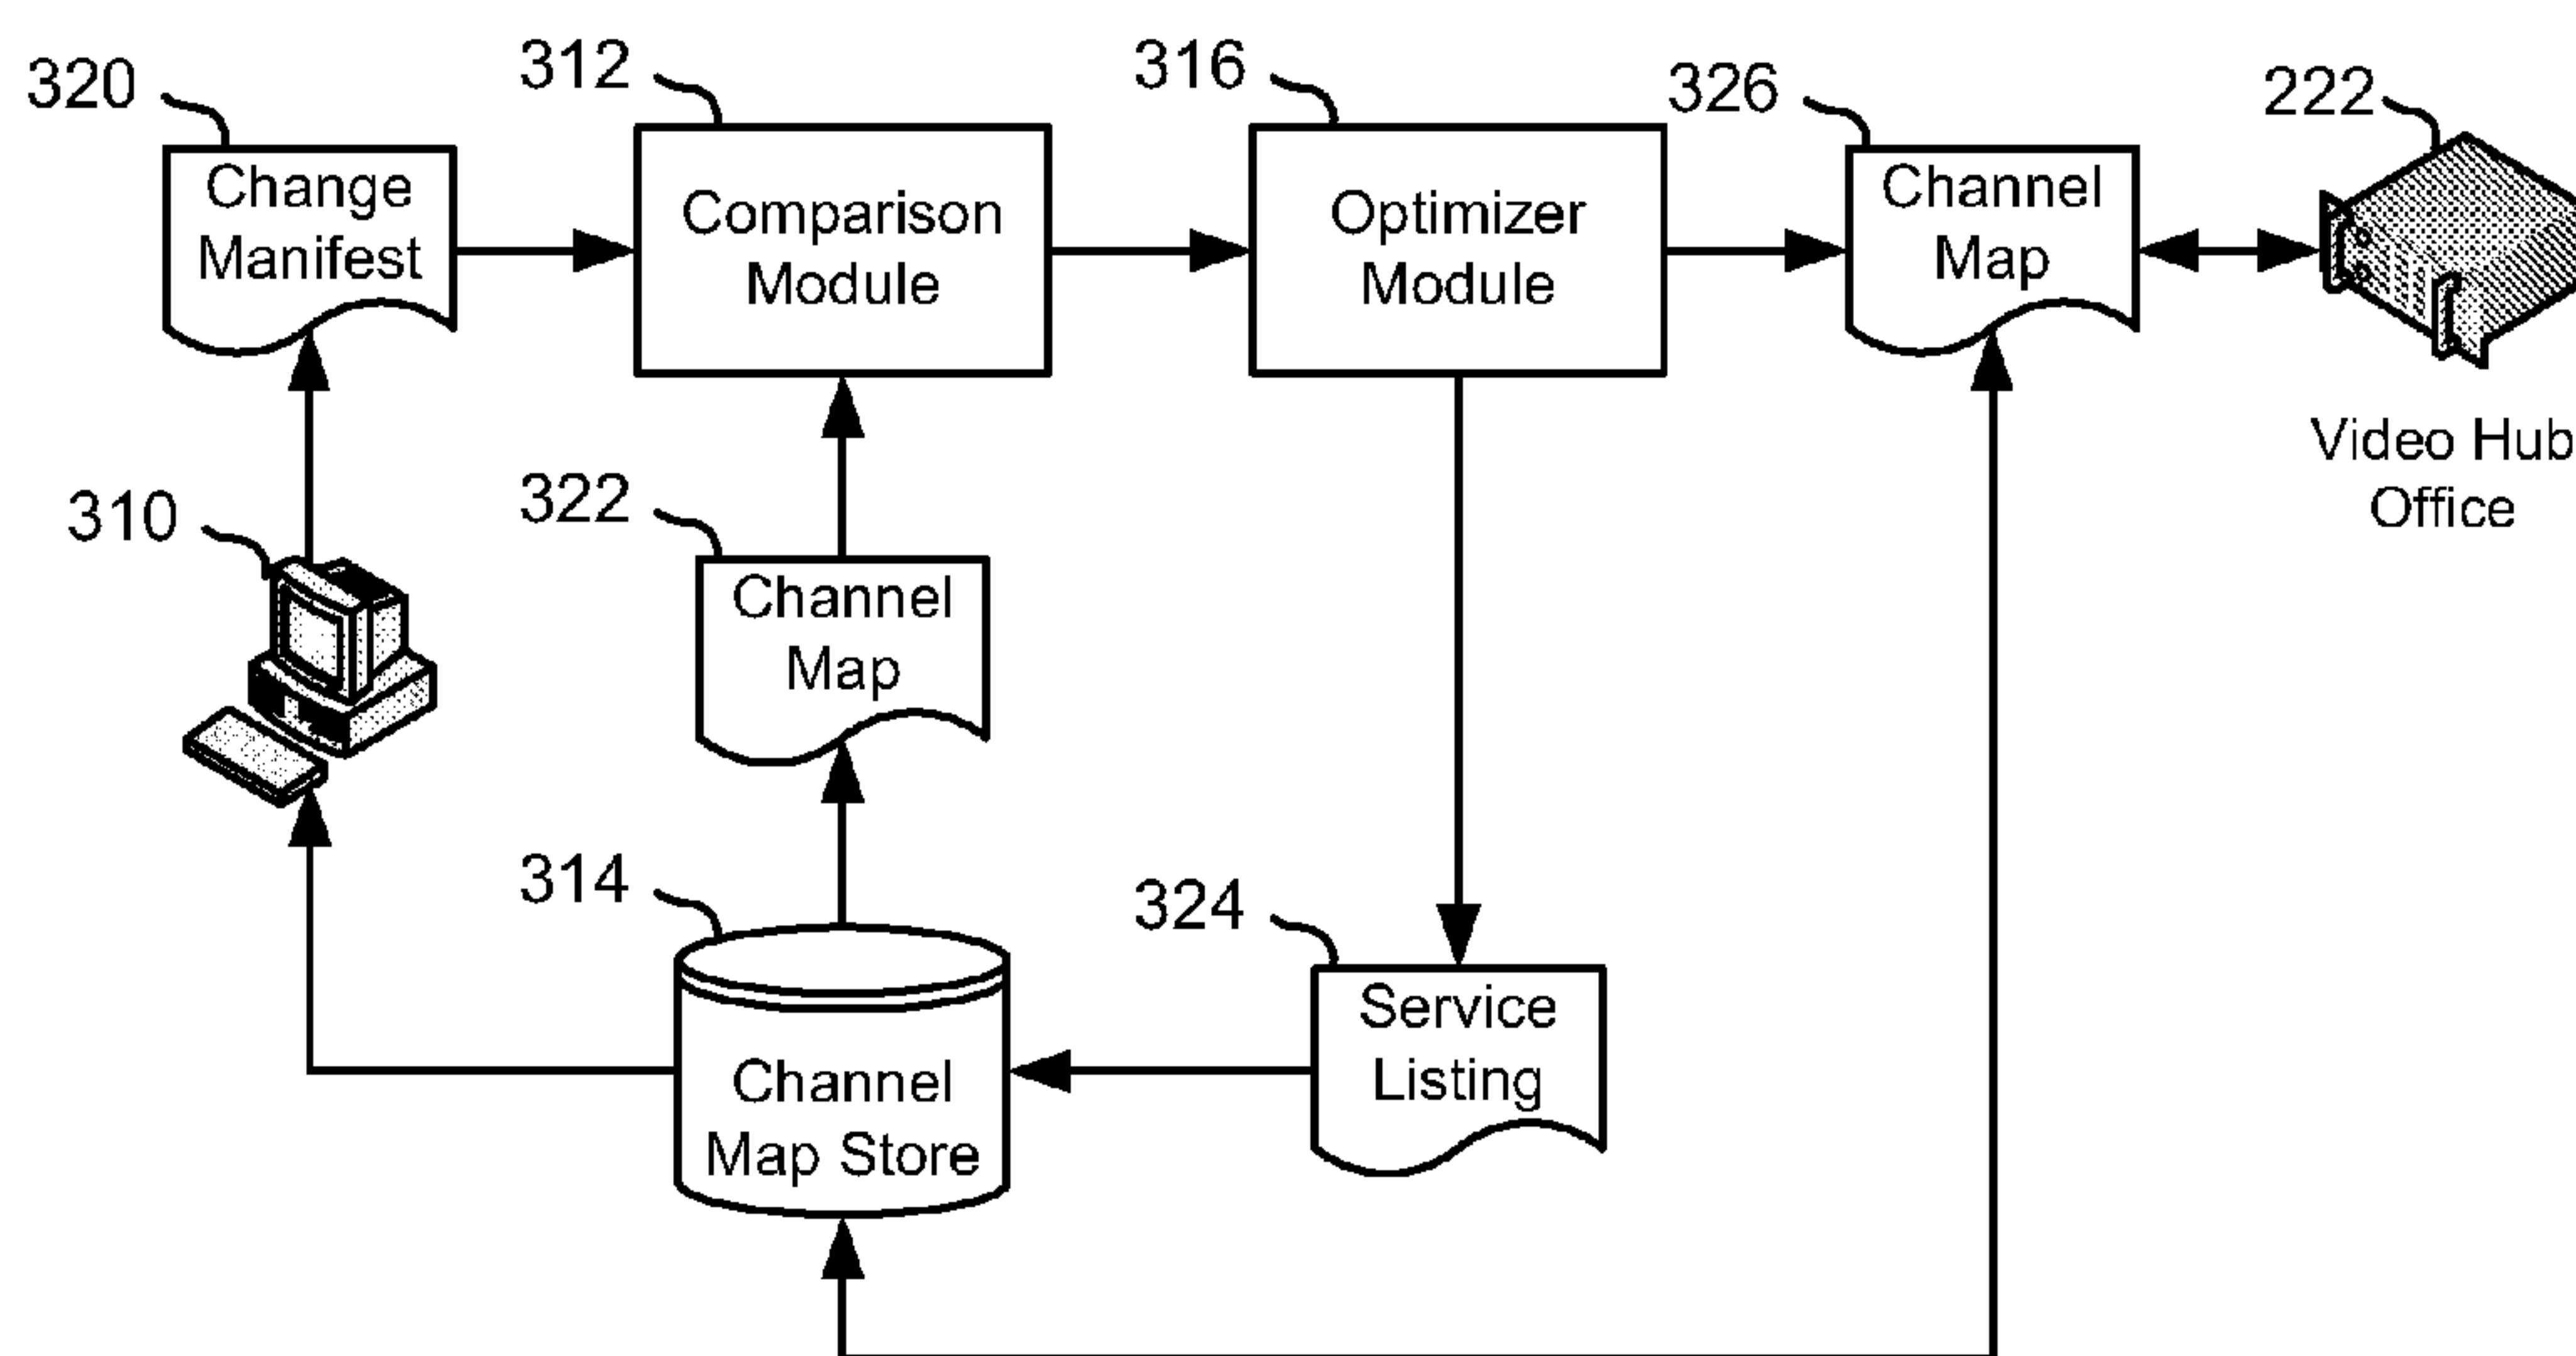 320
312
316
326
222
Change
Manifest
Comparison
Module
Optimizer
Module
Channel
Map
Video Hub
Office
310
322
Channel
Map
314
324
Channel
Map Store
Service
Listing